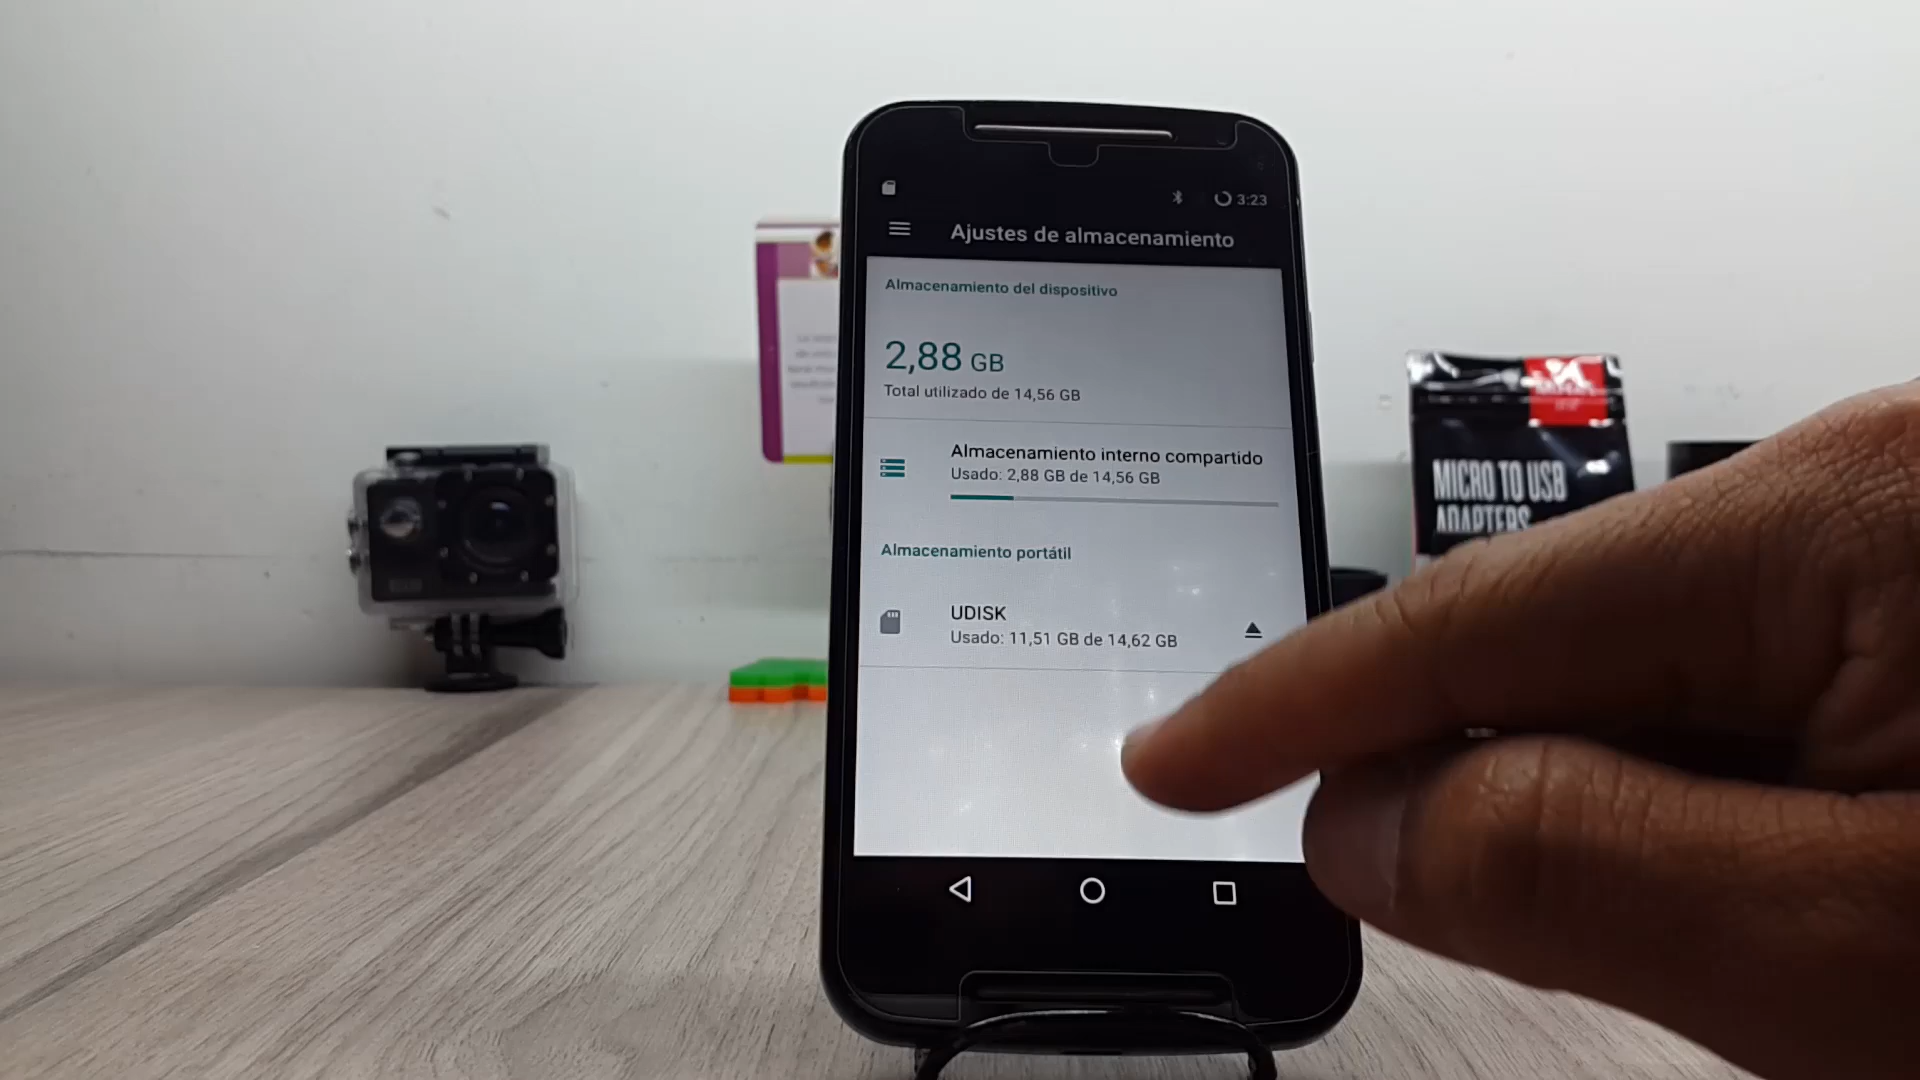 3:23
Ajustes de almacenamiento
Almacenamiento del dispositivo
2,88 GB
Total utilizado de 14,56 GB
Almacenamiento interno compartido
Usado: 2,88 GB de 14,56 GB
Almacenamiento portátil
UDISK
Usado: 11,51 GB de 14,62 GB
MICRO TO USB
ADAPTERS